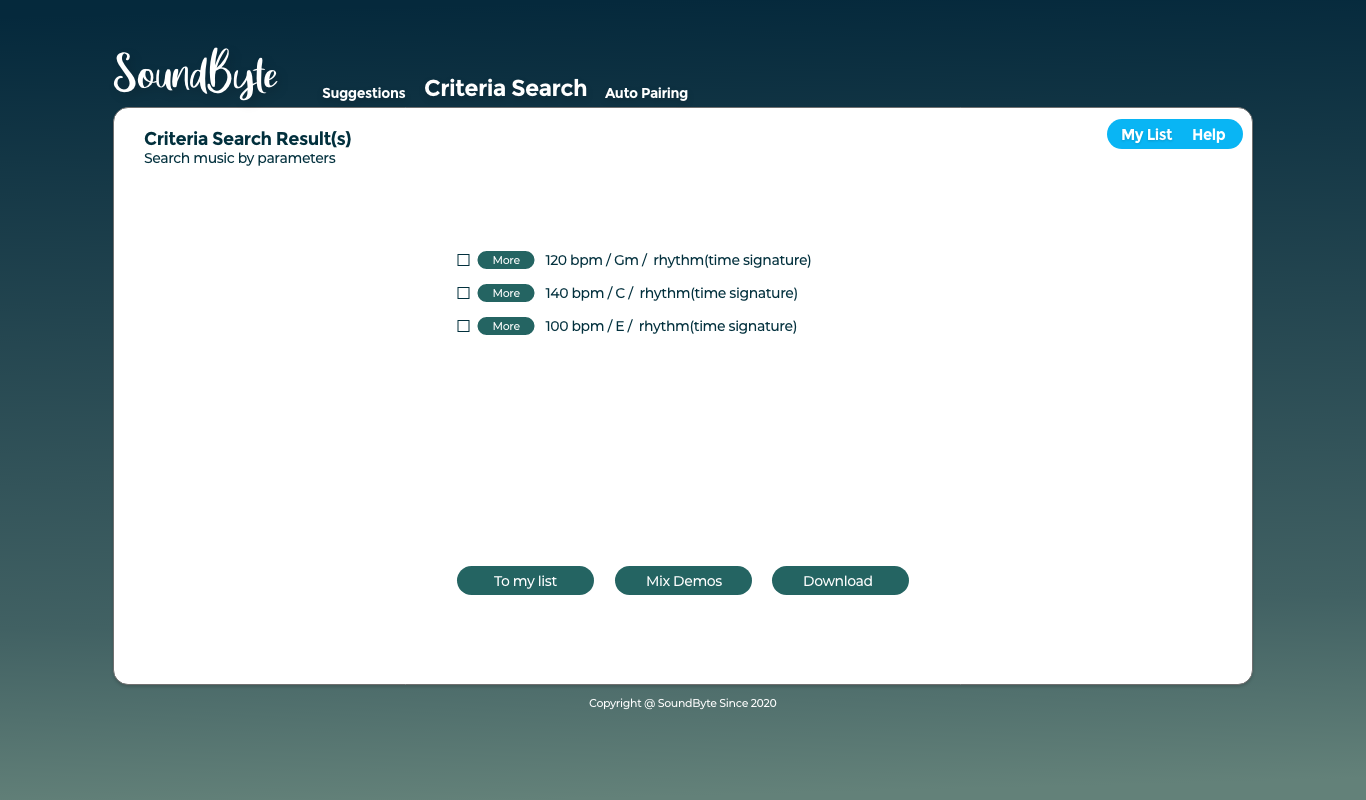 SoundByte
Suggestions Criteria Search Auto Pairing
Criteria Search Result(s)
Search music by parameters
My List Help
More 120 bpm / Gm / rhythm(time signature)
More 140 bpm / C / rhythm(time signature)
More 100 bpm / E / rhythm(time signature)
To my list Mix Demos Download
Copyright @ SoundByte Since 2020